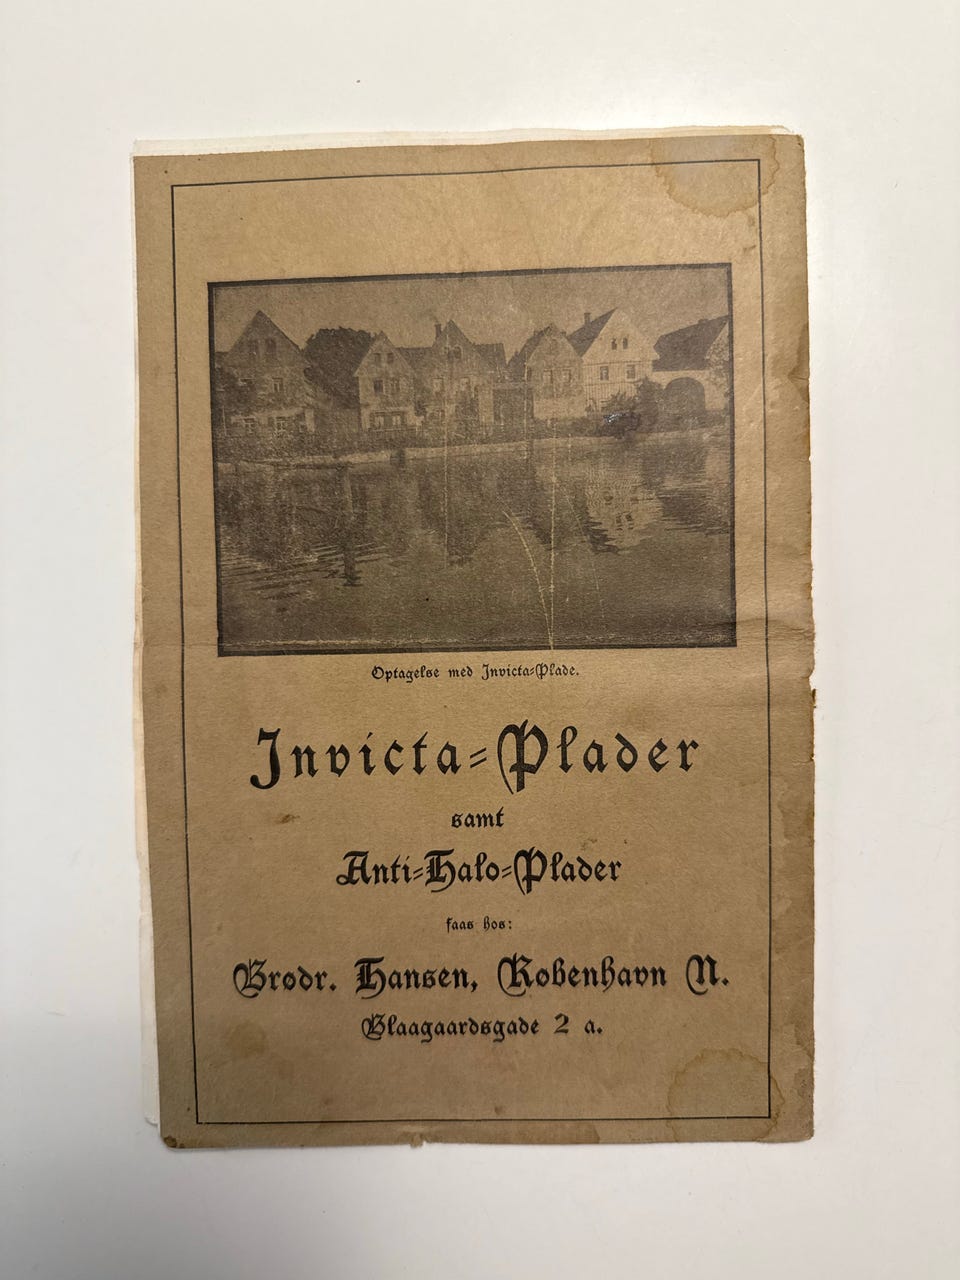 Optagelse med Invicta-Plade.
Invicta-Plader
samt
Anti-Halo-Plader
faas hos:
Brødr. Hansen, København N.
Blaagaardsgade 2 a.